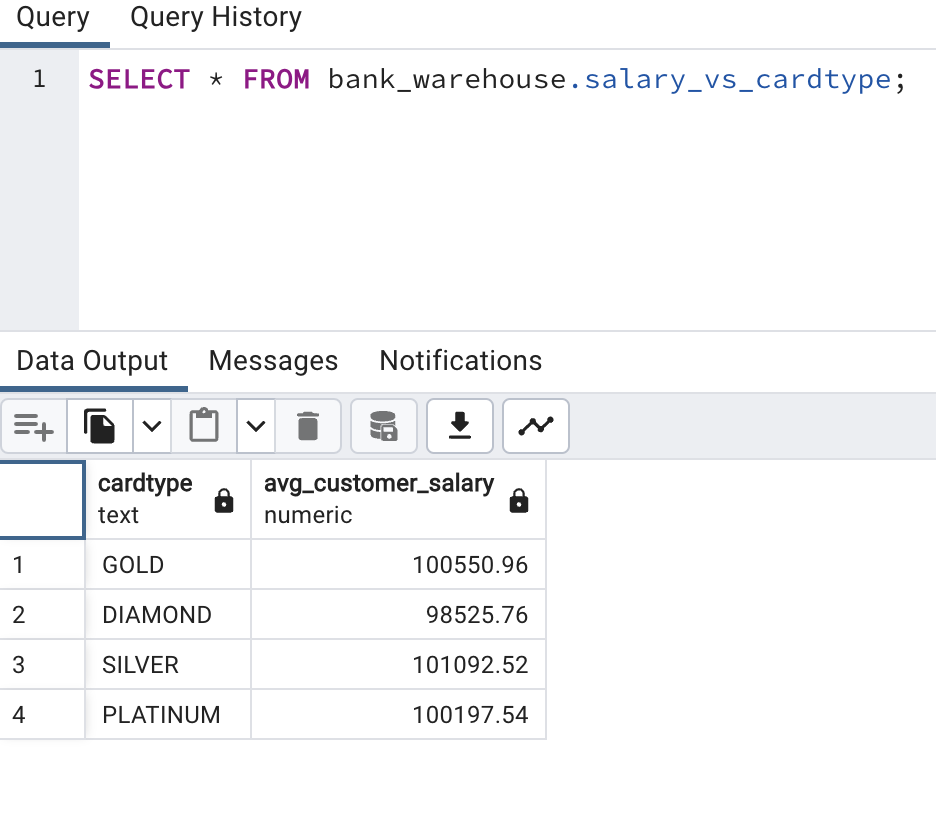 Query Query History
1 SELECT * FROM bank_warehouse.salary_vs_cardtype;
Data Output Messages Notifications
cardtype avg_customer_salary
text numeric
1 GOLD 100550.96
2 DIAMOND 98525.76
3 SILVER 101092.52
4 PLATINUM 100197.54